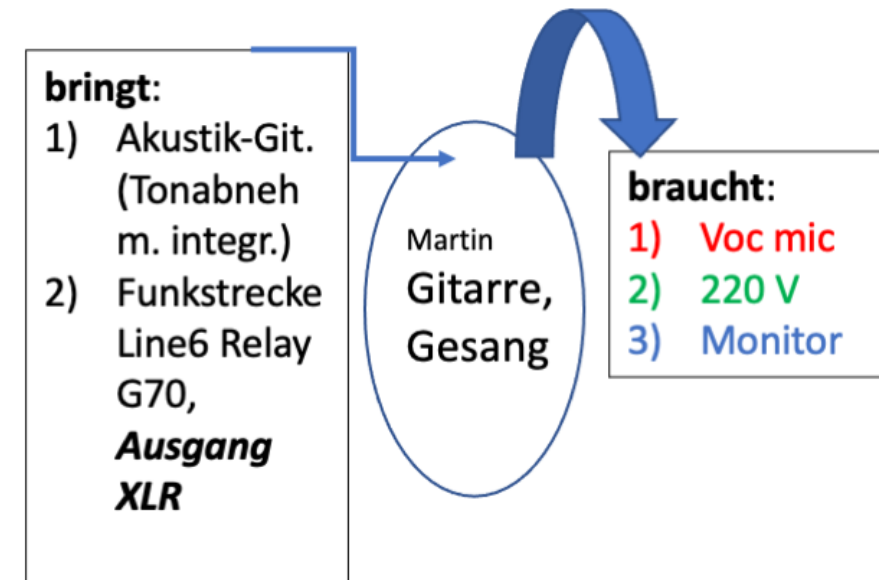 bringt:
1) Akustik-Git.
(Tonabneh
m. integr.)
2) Funkstrecke
Line6 Relay
G70,
Ausgang
XLR
Martin
Gitarre,
Gesang
braucht:
1) Voc mic
2) 220 V
3) Monitor